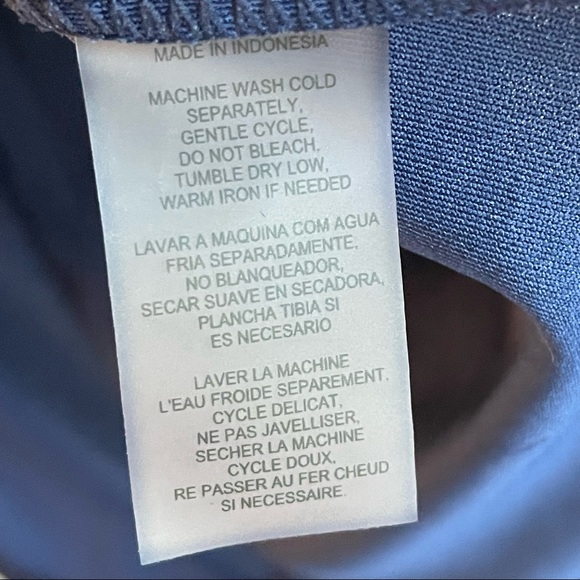 MADE IN INDONESIA
MACHINE WASH COLD
SEPARATELY,
GENTLE CYCLE,
DO NOT BLEACH,
TUMBLE DRY LOW,
WARM IRON IF NEEDED
LAVAR A MAQUINA COM AGUA
FRIA SEPARADAMENTE,
NO BLANQUEADOR,
SECAR SUAVE EN SECADORA,
PLANCHA TIBIA SI
ES NECESARIO
LAVER LA MACHINE
L'EAU FROIDE SEPAREMENT,
CYCLE DELICAT,
NE PAS JAVELLISER,
SECHER LA MACHINE
CYCLE DOUX,
RE PASSER AU FER CHEUD
SI NECESSAIRE.